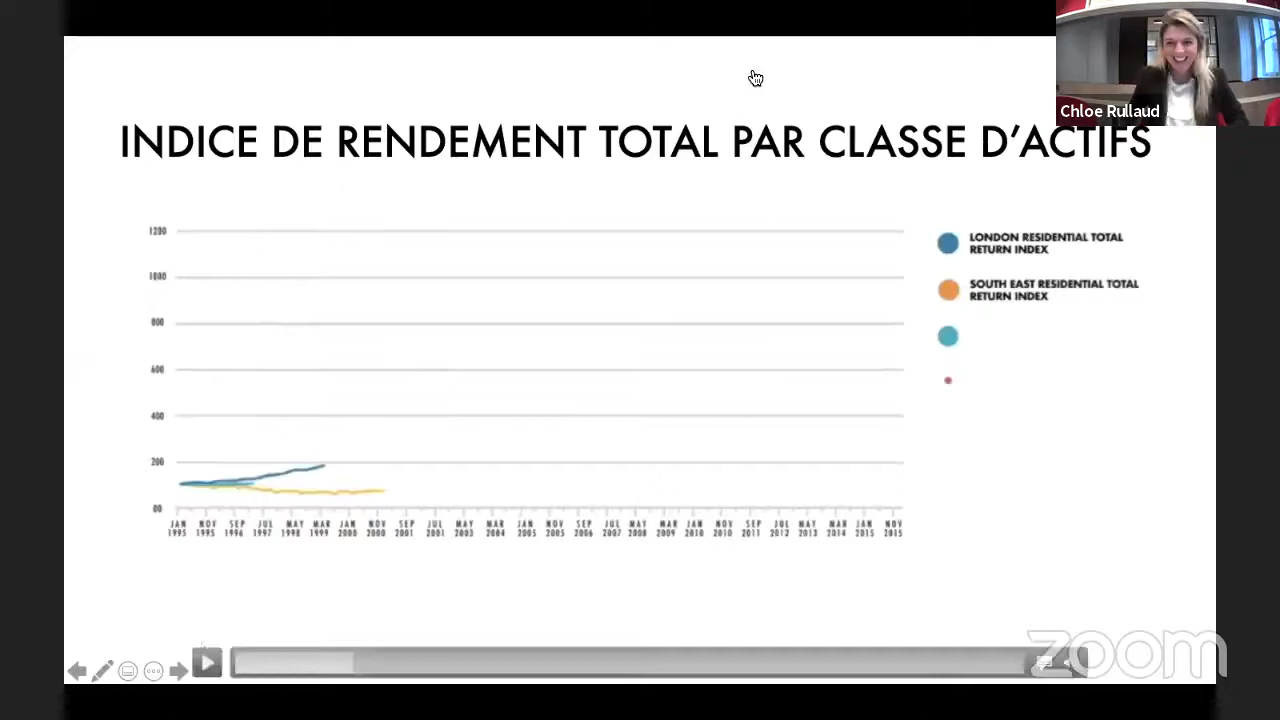 Chloe Rullaud
INDICE DE RENDEMENT TOTAL PAR CLASSE D'ACTIFS
1200
1000
800
600
400
200
00
LONDON RESIDENTIAL TOTAL
RETURN INDEX
SOUTH EAST RESIDENTIAL TOTAL
RETURN INDEX
JAN NOV SEP JUL MAY MAR JAN NOV SEP JUL MAY MAR JAN NOV SEP JUL MAY MAR JAN NOV SEP JUL MAY MAR JAN NOV
1995 1995 1996 1997 1998 1999 2000 2000 2001 2001 2003 2004 2005 2005 2006 2007 2008 2009 2010 2010 2011 2012 2013 2014 2015 2015
zoom